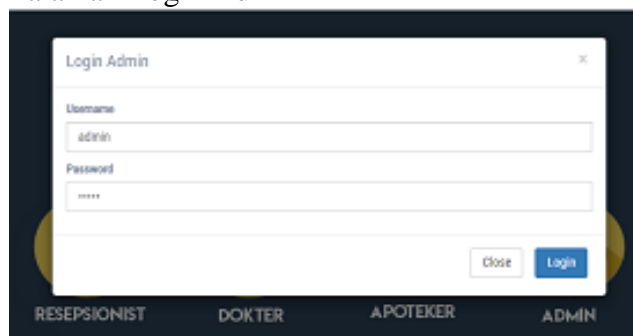 Login Admin ×
Username
admin
Password
•••••
Close Login
RESEPSIONIST DOKTER APOTEKER ADMIN